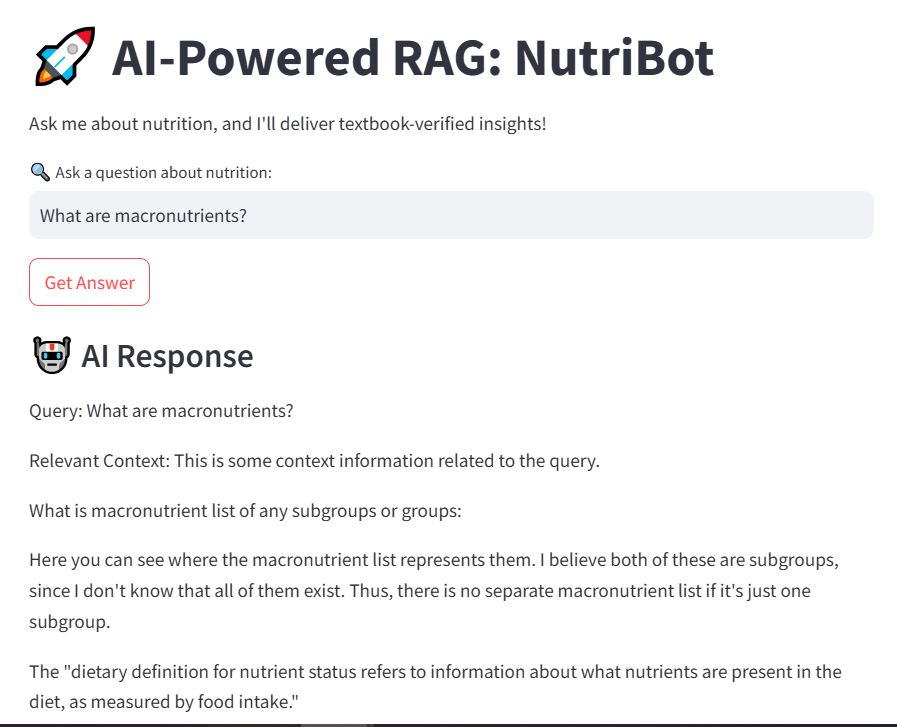 AI-Powered RAG: NutriBot
Ask me about nutrition, and I'll deliver textbook-verified insights!
Ask a question about nutrition:
What are macronutrients?
Get Answer
AI Response
Query: What are macronutrients?
Relevant Context: This is some context information related to the query.
What is macronutrient list of any subgroups or groups:
Here you can see where the macronutrient list represents them. I believe both of these are subgroups,
since I don't know that all of them exist. Thus, there is no separate macronutrient list if it's just one
subgroup.
The "dietary definition for nutrient status refers to information about what nutrients are present in the
diet, as measured by food intake."